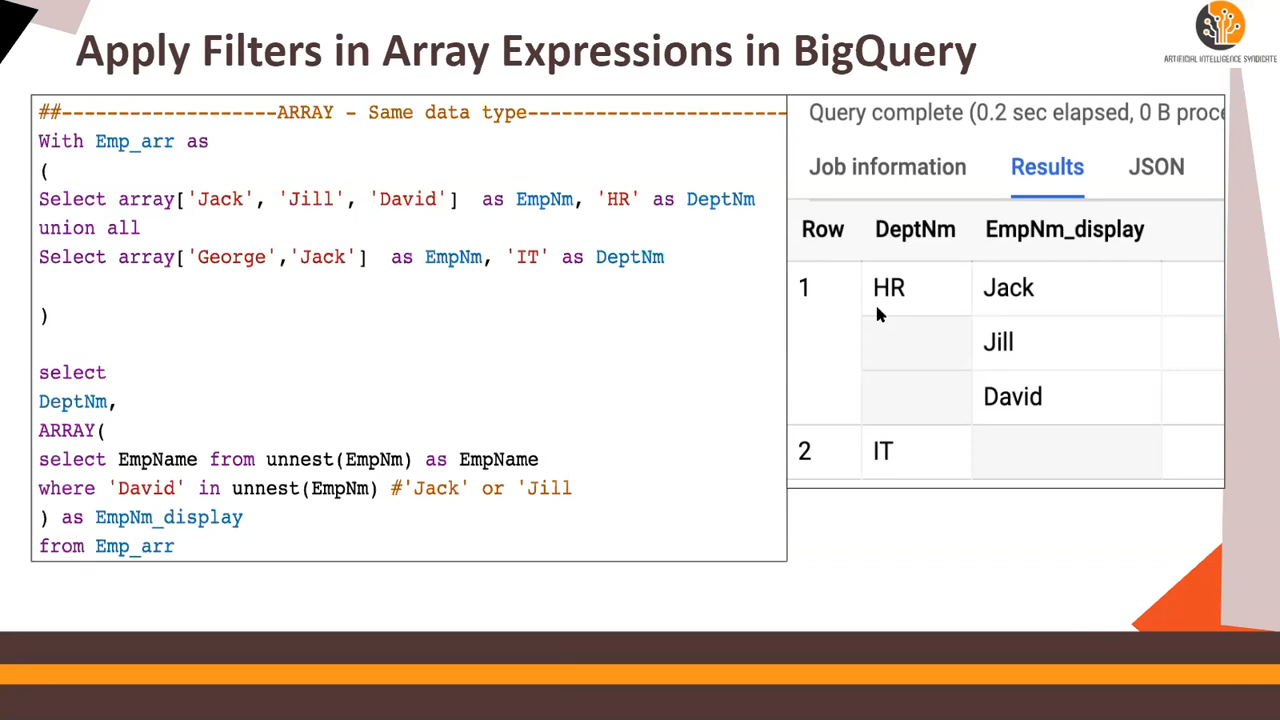 Apply Filters in Array Expressions in BigQuery
ARTIFICIAL INTELLIGENCE SYNDICATE
##-------------------ARRAY - Same data type-----------------------
With Emp_arr as
(
Select array['Jack', 'Jill', 'David'] as EmpNm, 'HR' as DeptNm
union all
Select array['George','Jack'] as EmpNm, 'IT' as DeptNm
)
select
DeptNm,
ARRAY(
select EmpName from unnest(EmpNm) as EmpName
where 'David' in unnest(EmpNm) #'Jack' or 'Jill
) as EmpNm_display
from Emp_arr
Query complete (0.2 sec elapsed, 0 B proce
Job information Results JSON
Row DeptNm EmpNm_display
1 HR Jack
Jill
David
2 IT